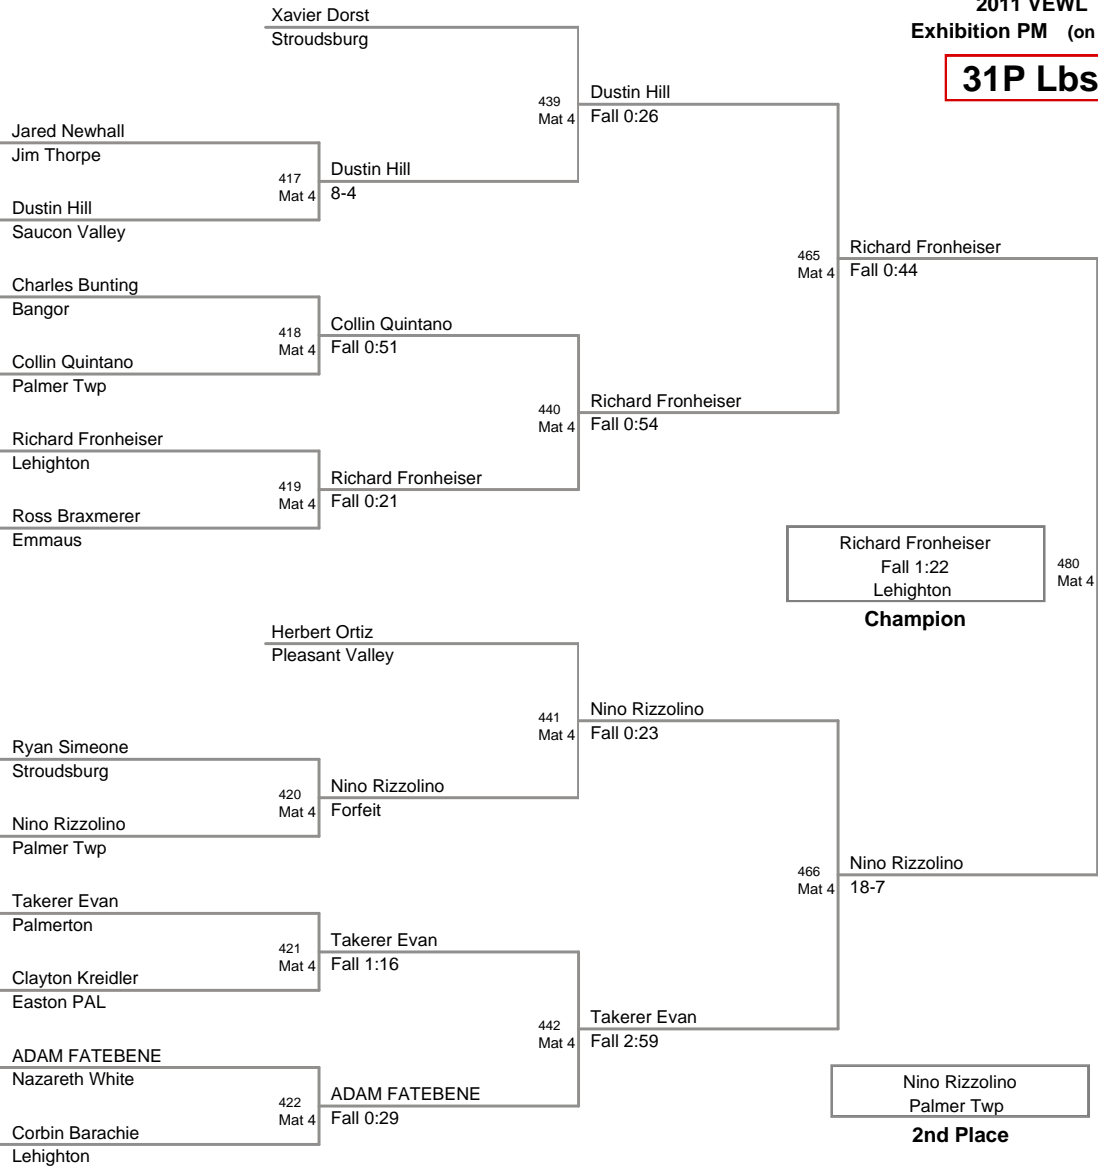 2011 VEWL
Exhibition PM (on
31P Lbs
Xavier Dorst
Stroudsburg
439
Mat 4
Dustin Hill
Fall 0:26
Jared Newhall
Jim Thorpe
417
Mat 4
Dustin Hill
8-4
Dustin Hill
Saucon Valley
465
Mat 4
Richard Fronheiser
Fall 0:44
Charles Bunting
Bangor
418
Mat 4
Collin Quintano
Fall 0:51
Collin Quintano
Palmer Twp
440
Mat 4
Richard Fronheiser
Fall 0:54
Richard Fronheiser
Lehighton
419
Mat 4
Richard Fronheiser
Fall 0:21
Ross Braxmerer
Emmaus
Richard Fronheiser
Fall 1:22
Lehighton
Champion
480
Mat 4
Herbert Ortiz
Pleasant Valley
441
Mat 4
Nino Rizzolino
Fall 0:23
Ryan Simeone
Stroudsburg
420
Mat 4
Nino Rizzolino
Forfeit
Nino Rizzolino
Palmer Twp
466
Mat 4
Nino Rizzolino
18-7
Takerer Evan
Palmerton
421
Mat 4
Takerer Evan
Fall 1:16
Clayton Kreidler
Easton PAL
442
Mat 4
Takerer Evan
Fall 2:59
ADAM FATEBENE
Nazareth White
422
Mat 4
ADAM FATEBENE
Fall 0:29
Corbin Barachie
Lehighton
Nino Rizzolino
Palmer Twp
2nd Place